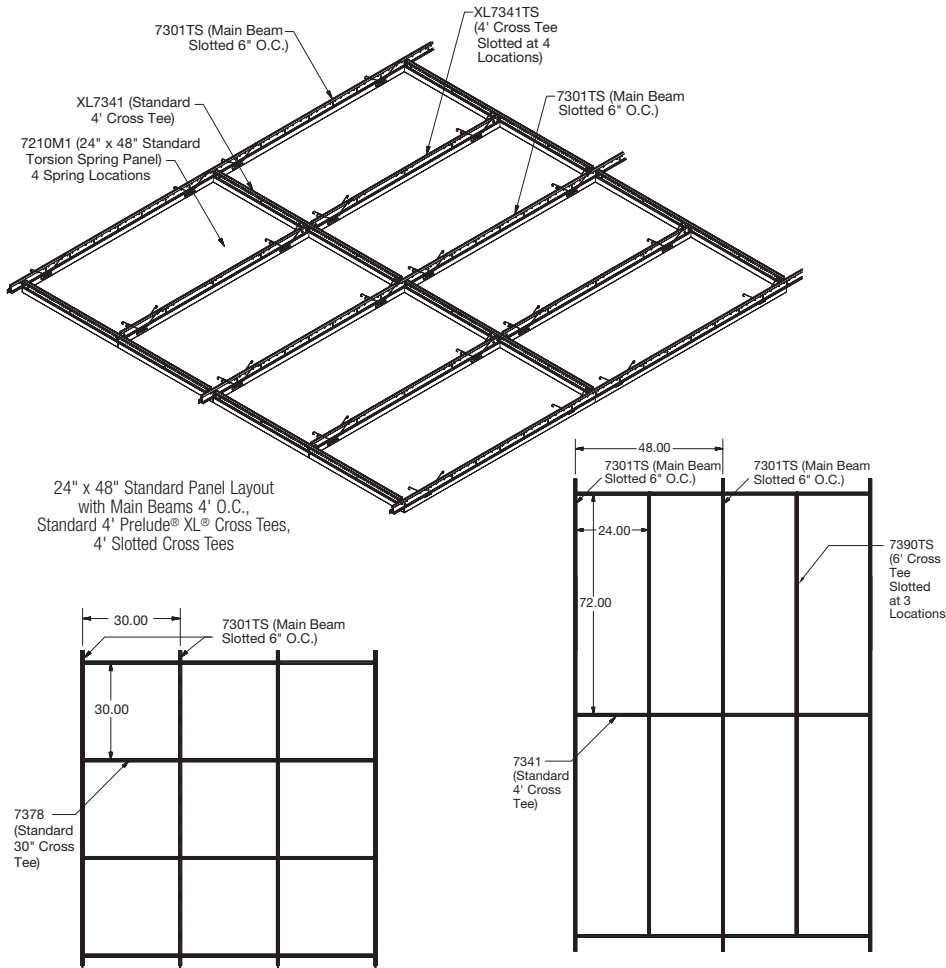 7301TS (Main Beam
Slotted 6" O.C.)
XL7341TS
(4' Cross Tee
Slotted at 4
Locations)
XL7341 (Standard
4' Cross Tee)
7301TS (Main Beam
Slotted 6" O.C.)
7210M1 (24" x 48" Standard
Torsion Spring Panel)
4 Spring Locations
24" x 48" Standard Panel Layout
with Main Beams 4' O.C.,
Standard 4' Prelude® XL® Cross Tees,
4' Slotted Cross Tees
48.00
7301TS (Main Beam
Slotted 6" O.C.)
7301TS (Main Beam
Slotted 6" O.C.)
24.00
72.00
7390TS
(6' Cross
Tee
Slotted
at 3
Locations)
7341
(Standard
4' Cross
Tee)
30.00
7301TS (Main Beam
Slotted 6" O.C.)
30.00
7378
(Standard
30" Cross
Tee)